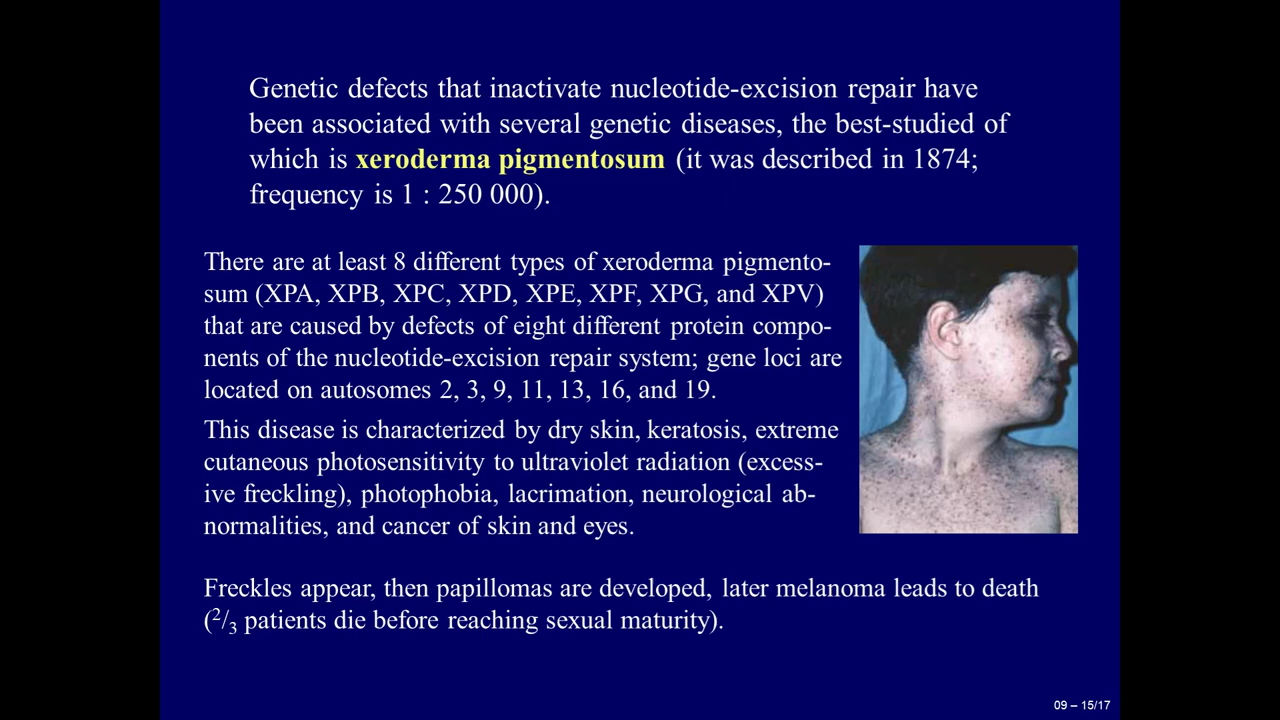 Genetic defects that inactivate nucleotide-excision repair have
been associated with several genetic diseases, the best-studied of
which is xeroderma pigmentosum (it was described in 1874;
frequency is 1 : 250 000).
There are at least 8 different types of xeroderma pigmento-
sum (XPA, XPB, XPC, XPD, XPE, XPF, XPG, and XPV)
that are caused by defects of eight different protein compo-
nents of the nucleotide-excision repair system; gene loci are
located on autosomes 2, 3, 9, 11, 13, 16, and 19.
This disease is characterized by dry skin, keratosis, extreme
cutaneous photosensitivity to ultraviolet radiation (excess-
ive freckling), photophobia, lacrimation, neurological ab-
normalities, and cancer of skin and eyes.
Freckles appear, then papillomas are developed, later melanoma leads to death
(2/3 patients die before reaching sexual maturity).
09 – 15/17